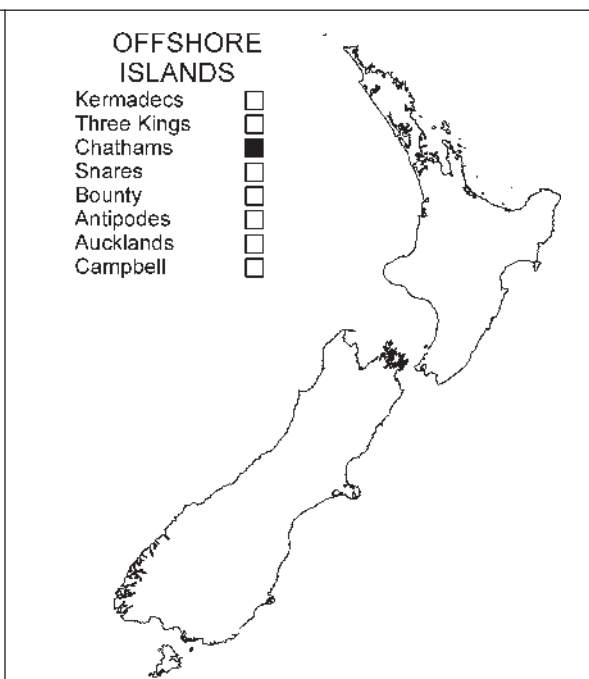 OFFSHORE
ISLANDS
Kermadecs
Three Kings
Chathams
Snares
Bounty
Antipodes
Aucklands
Campbell